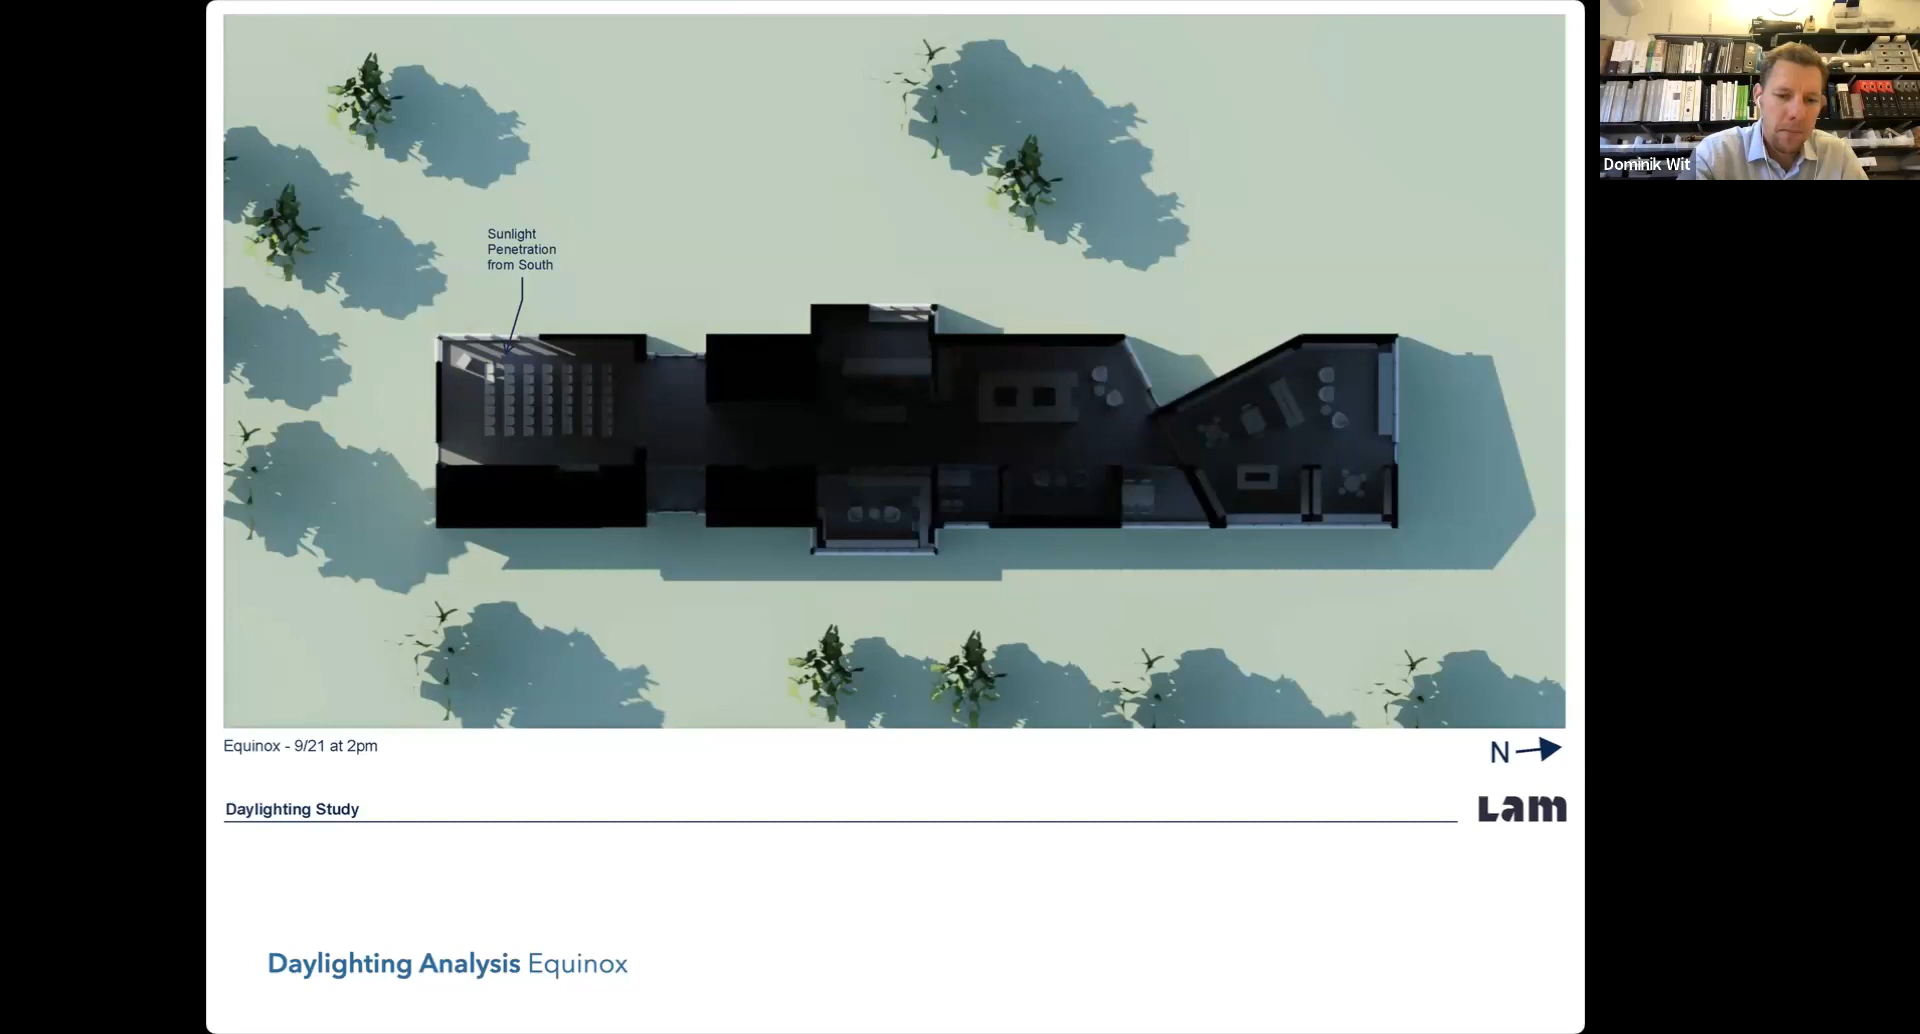 Sunlight
Penetration
from South
Equinox - 9/21 at 2pm
N
Daylighting Study
Lam
Daylighting Analysis Equinox
Dominik Wit